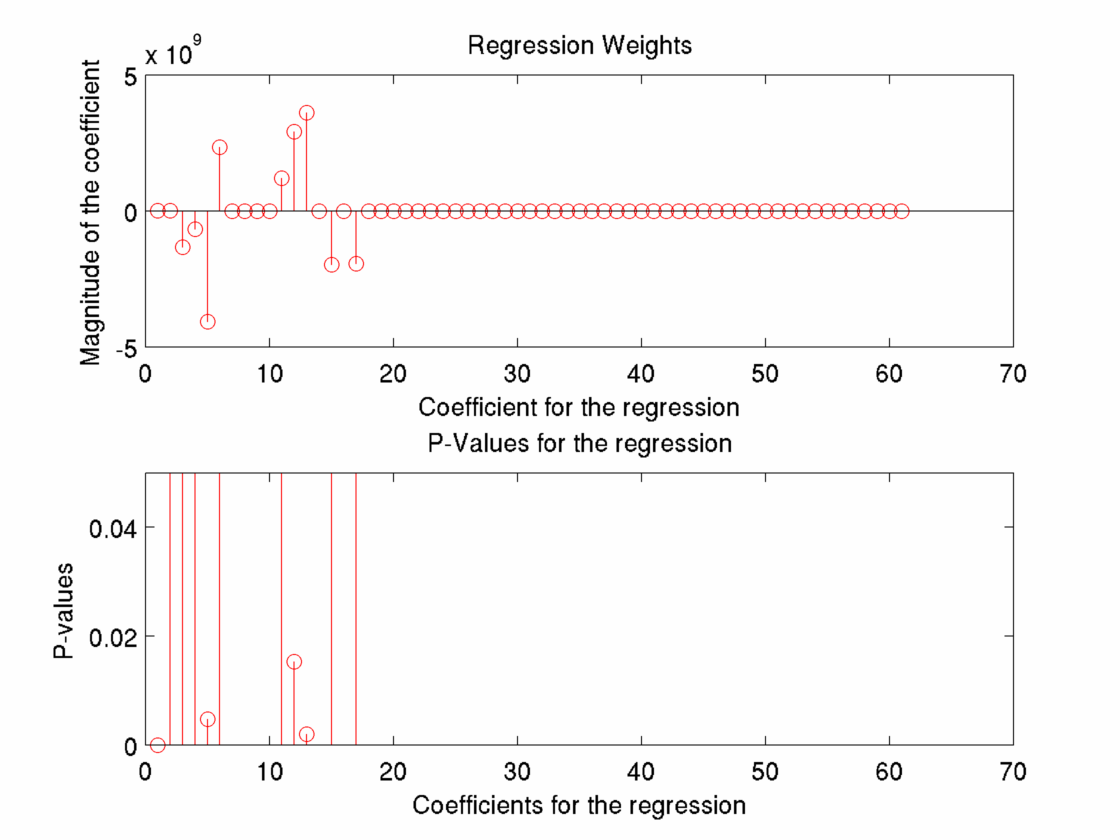 Regression Weights
x 10^9
Magnitude of the coefficient
5
0
-5
0 10 20 30 40 50 60 70
Coefficient for the regression
P-Values for the regression
P-values
0.04
0.02
0
0 10 20 30 40 50 60 70
Coefficients for the regression